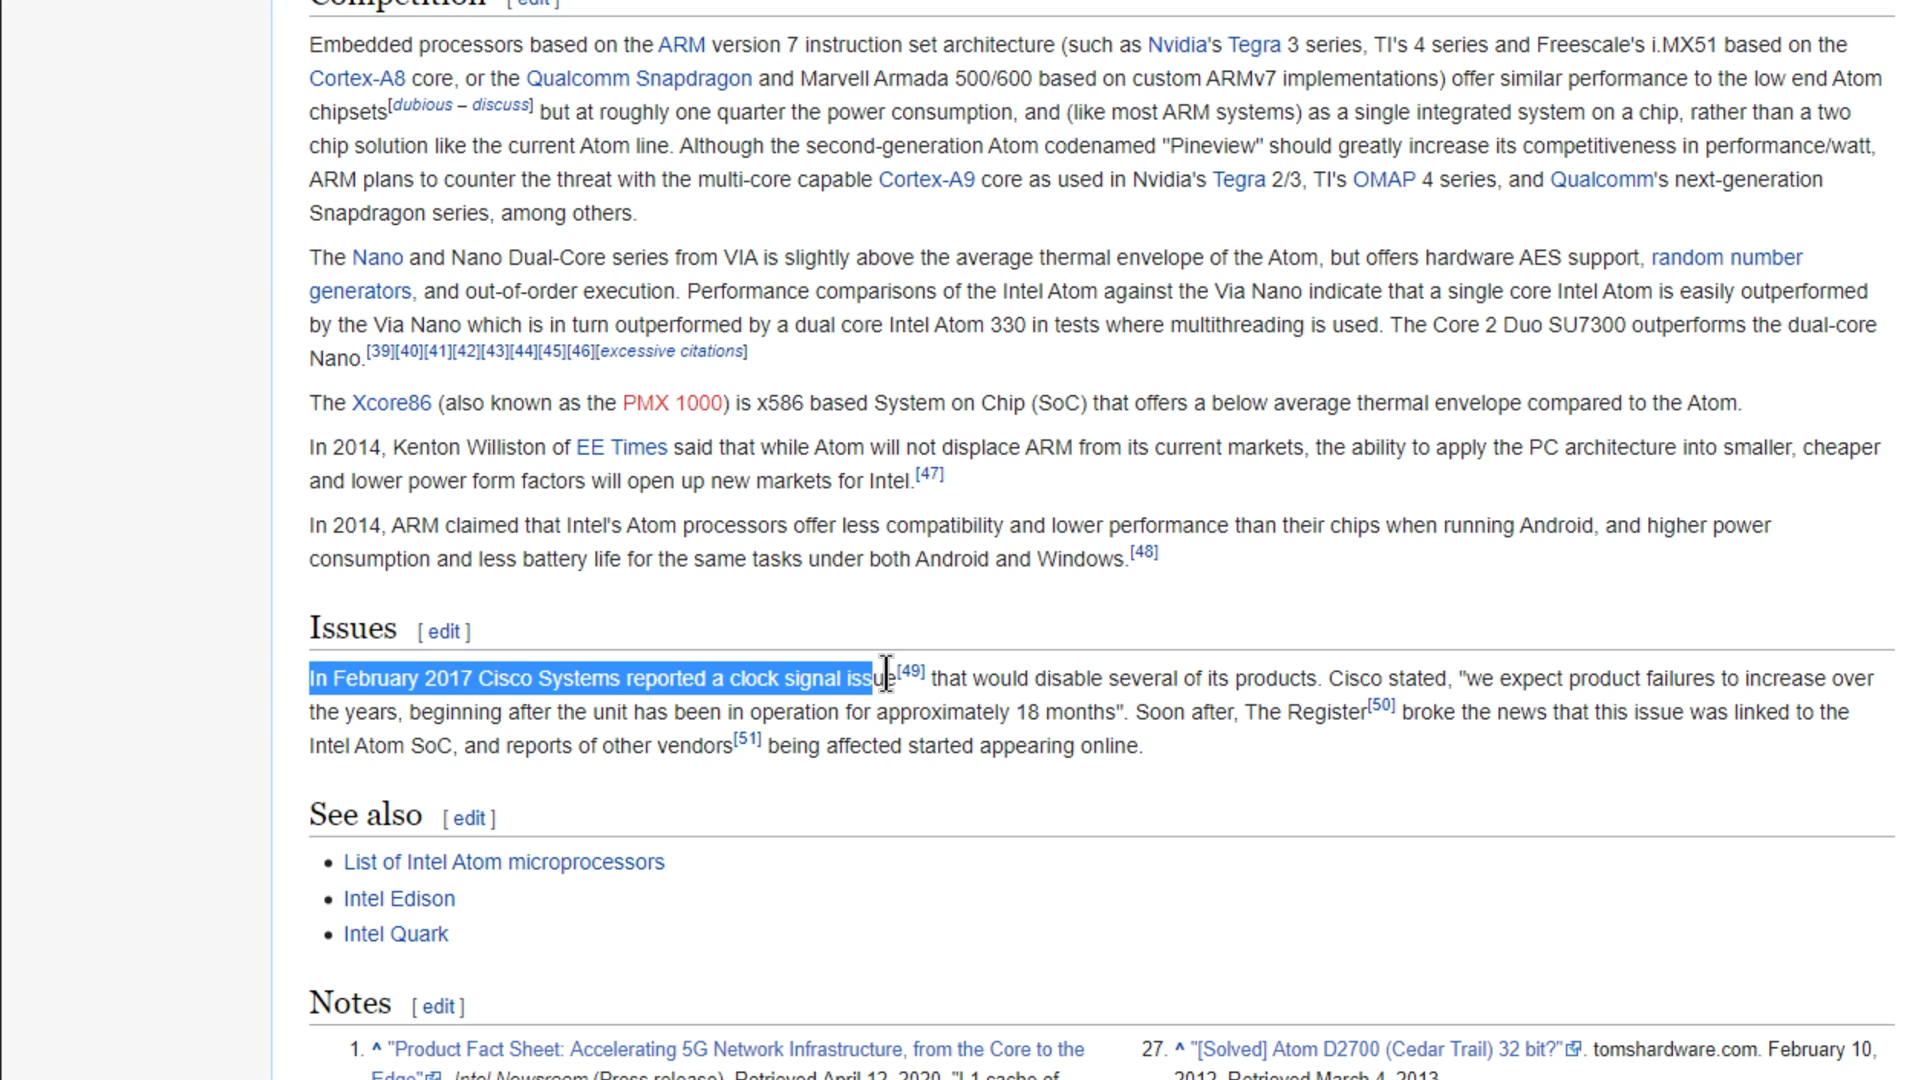 Competition [ edit ]
Embedded processors based on the ARM version 7 instruction set architecture (such as Nvidia's Tegra 3 series, TI's 4 series and Freescale's i.MX51 based on the
Cortex-A8 core, or the Qualcomm Snapdragon and Marvell Armada 500/600 based on custom ARMv7 implementations) offer similar performance to the low end Atom
chipsets[dubious – discuss] but at roughly one quarter the power consumption, and (like most ARM systems) as a single integrated system on a chip, rather than a two
chip solution like the current Atom line. Although the second-generation Atom codenamed "Pineview" should greatly increase its competitiveness in performance/watt,
ARM plans to counter the threat with the multi-core capable Cortex-A9 core as used in Nvidia's Tegra 2/3, TI's OMAP 4 series, and Qualcomm's next-generation
Snapdragon series, among others.
The Nano and Nano Dual-Core series from VIA is slightly above the average thermal envelope of the Atom, but offers hardware AES support, random number
generators, and out-of-order execution. Performance comparisons of the Intel Atom against the Via Nano indicate that a single core Intel Atom is easily outperformed
by the Via Nano which is in turn outperformed by a dual core Intel Atom 330 in tests where multithreading is used. The Core 2 Duo SU7300 outperforms the dual-core
Nano.[39][40][41][42][43][44][45][46][excessive citations]
The Xcore86 (also known as the PMX 1000) is x586 based System on Chip (SoC) that offers a below average thermal envelope compared to the Atom.
In 2014, Kenton Williston of EE Times said that while Atom will not displace ARM from its current markets, the ability to apply the PC architecture into smaller, cheaper
and lower power form factors will open up new markets for Intel.[47]
In 2014, ARM claimed that Intel's Atom processors offer less compatibility and lower performance than their chips when running Android, and higher power
consumption and less battery life for the same tasks under both Android and Windows.[48]
Issues [ edit ]
In February 2017 Cisco Systems reported a clock signal issue[49] that would disable several of its products. Cisco stated, "we expect product failures to increase over
the years, beginning after the unit has been in operation for approximately 18 months". Soon after, The Register[50] broke the news that this issue was linked to the
Intel Atom SoC, and reports of other vendors[51] being affected started appearing online.
See also [ edit ]
• List of Intel Atom microprocessors
• Intel Edison
• Intel Quark
Notes [ edit ]
1. ^ "Product Fact Sheet: Accelerating 5G Network Infrastructure, from the Core to the
Edge". Intel Newsroom (Press release). Retrieved April 12, 2020. "L1 cache of
27. ^ "[Solved] Atom D2700 (Cedar Trail) 32 bit?". tomshardware.com. February 10,
2012. Retrieved March 4, 2013.